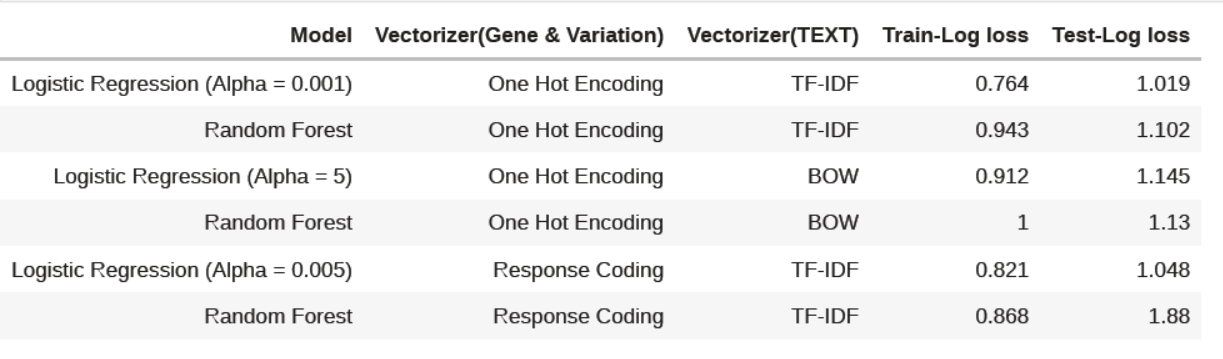 Model Vectorizer(Gene & Variation) Vectorizer(TEXT) Train-Log loss Test-Log loss
Logistic Regression (Alpha = 0.001) One Hot Encoding TF-IDF 0.764 1.019
Random Forest One Hot Encoding TF-IDF 0.943 1.102
Logistic Regression (Alpha = 5) One Hot Encoding BOW 0.912 1.145
Random Forest One Hot Encoding BOW 1 1.13
Logistic Regression (Alpha = 0.005) Response Coding TF-IDF 0.821 1.048
Random Forest Response Coding TF-IDF 0.868 1.88